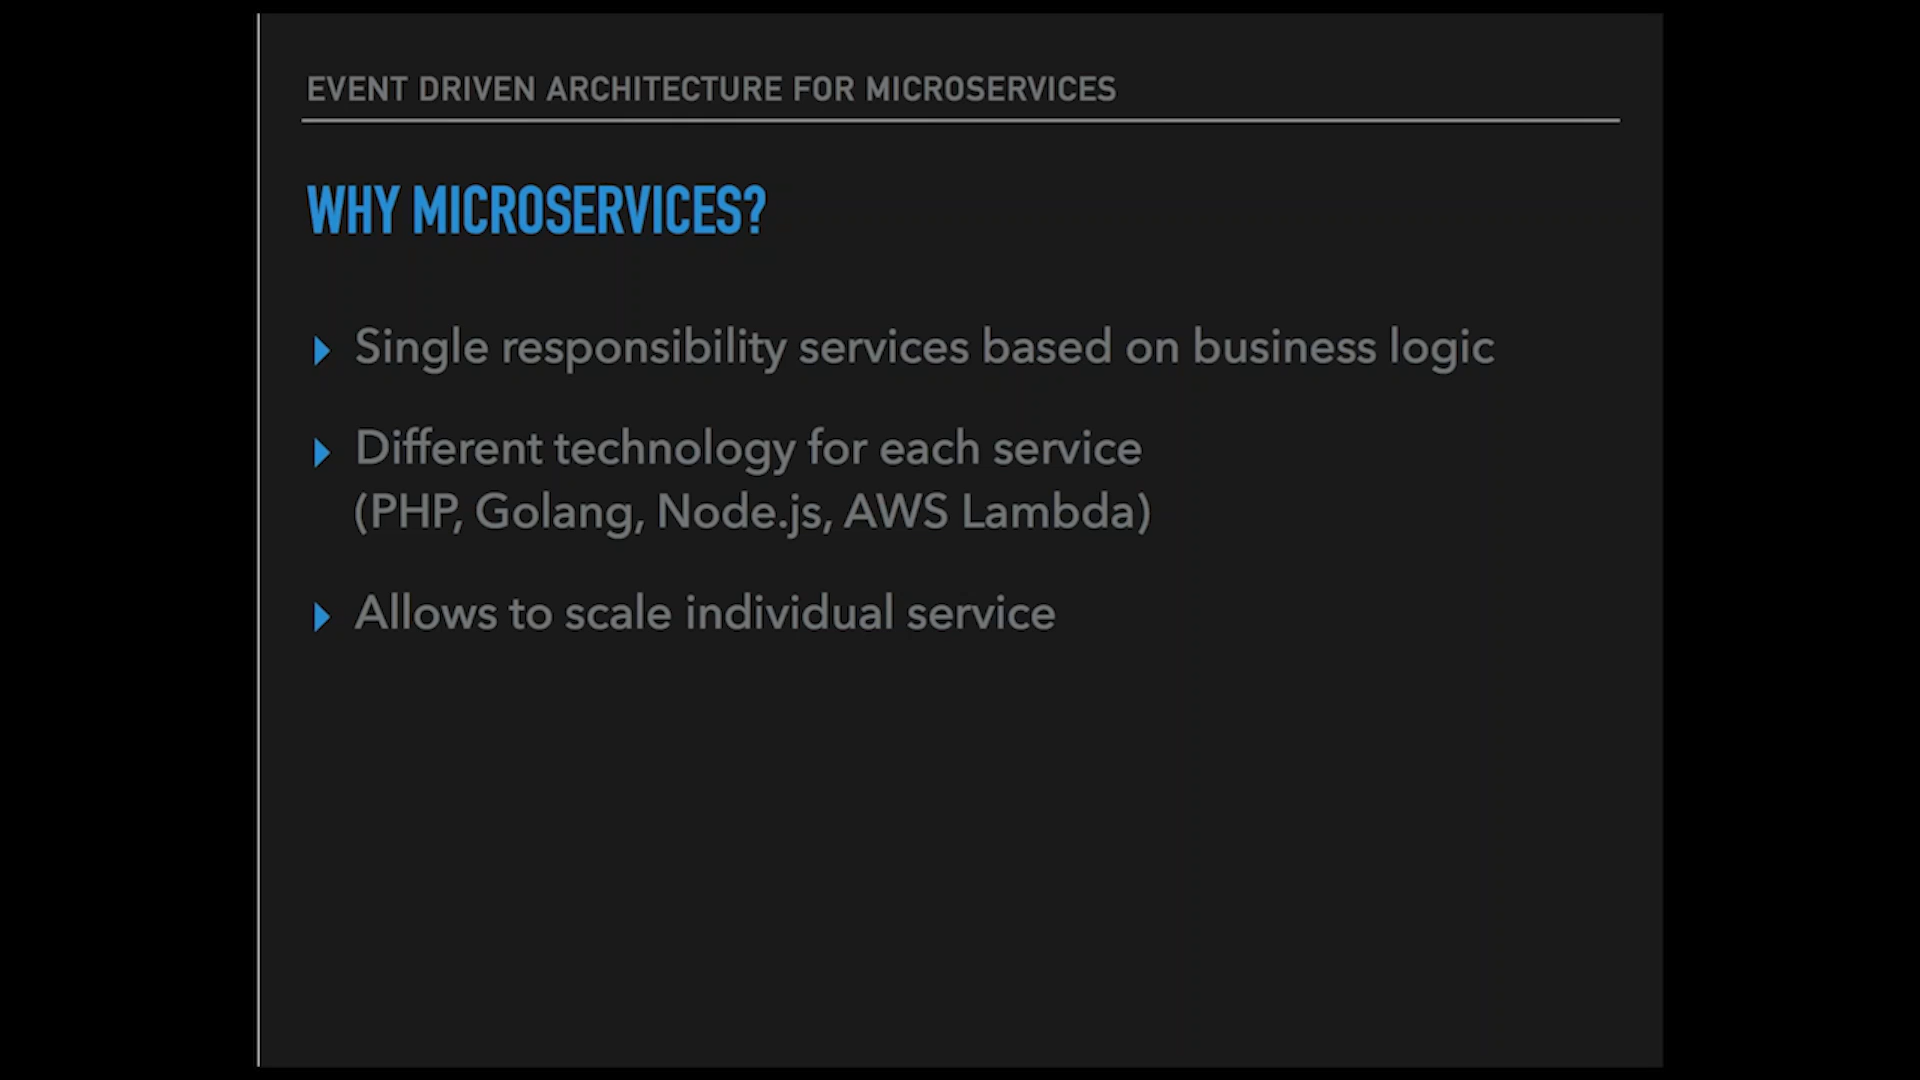 EVENT DRIVEN ARCHITECTURE FOR MICROSERVICES
WHY MICROSERVICES?
Single responsibility services based on business logic
Different technology for each service
(PHP, Golang, Node.js, AWS Lambda)
Allows to scale individual service